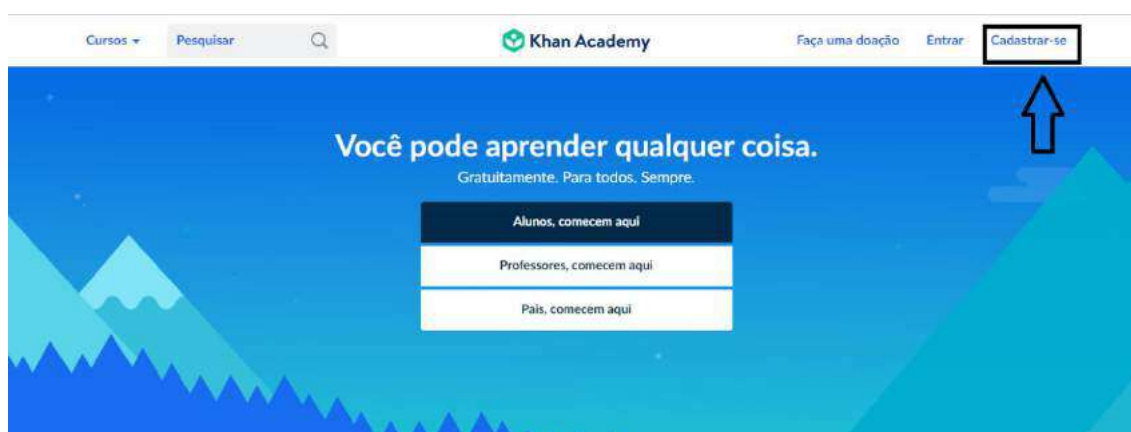 Cursos Pesquisar Khan Academy Faça uma doação Entrar Cadastrar-se
Você pode aprender qualquer coisa.
Gratuitamente. Para todos. Sempre.
Alunos, comecem aqui
Professores, comecem aqui
Pais, comecem aqui